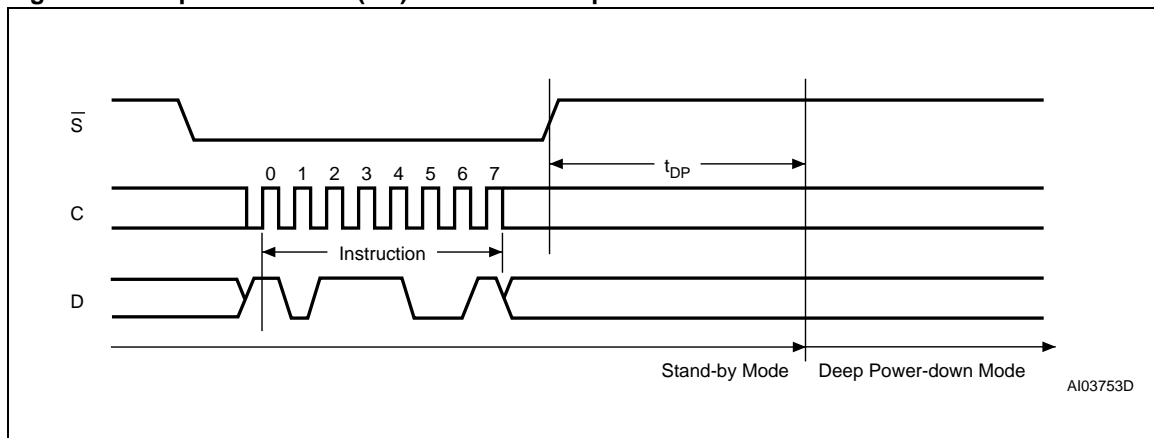 S
0 1 2 3 4 5 6 7
tDP
C
Instruction
D
Stand-by Mode
Deep Power-down Mode
AI03753D